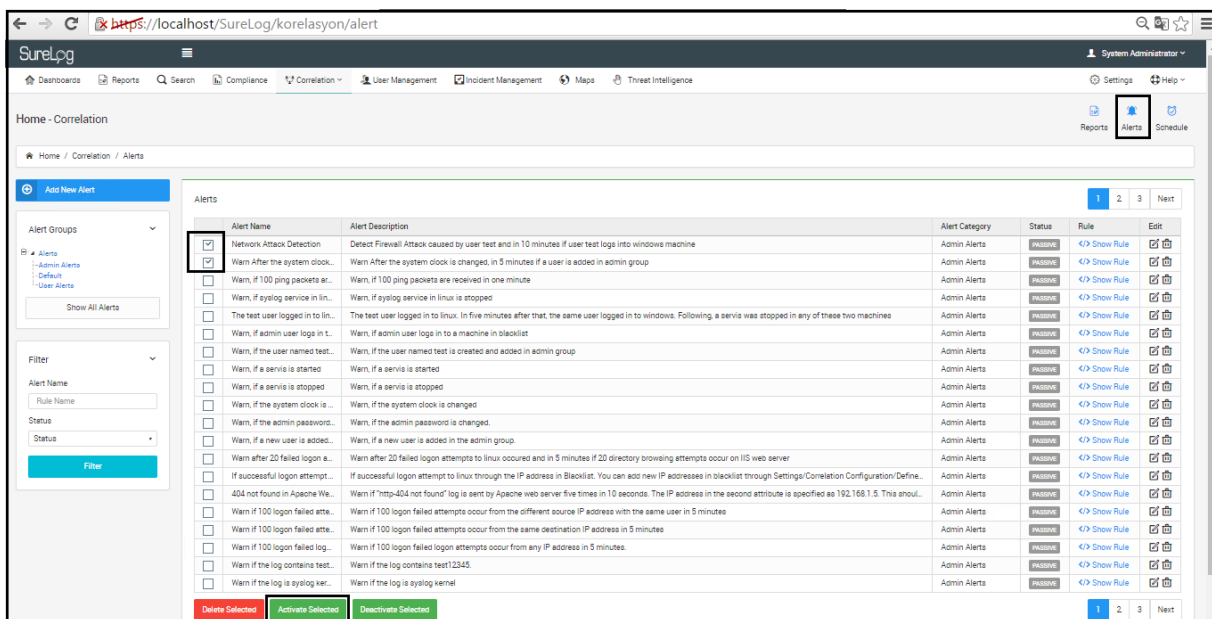 https://localhost/SureLog/korelasyon/alert
SureLog
System Administrator
Dashboards Reports Search Compliance Correlation User Management Incident Management Maps Threat Intelligence Settings Help
Home - Correlation
Reports Alerts Schedule
Home / Correlation / Alerts
Add New Alert
Alert Groups
Alerts
Admin Alerts
Default
User Alerts
Show All Alerts
Filter
Alert Name
Rule Name
Status
Status
Filter
Alerts
1 2 3 Next
Alert Name Alert Description Alert Category Status Rule Edit
Network Attack Detection Detect Firewall Attack caused by user test and in 10 minutes if user test logs into windows machine Admin Alerts PASSIVE </> Show Rule
Warn After the system clock... Warn After the system clock is changed, in 5 minutes if a user is added in admin group Admin Alerts PASSIVE </> Show Rule
Warn, if 100 ping packets ar... Warn, if 100 ping packets are received in one minute Admin Alerts PASSIVE </> Show Rule
Warn, if syslog service in lin... Warn, if syslog service in linux is stopped Admin Alerts PASSIVE </> Show Rule
The test user logged in to lin... The test user logged in to linux. In five minutes after that, the same user logged in to windows. Following, a servis was stopped in any of these two machines Admin Alerts PASSIVE </> Show Rule
Warn, if admin user logs in t... Warn, if admin user logs in to a machine in blacklist Admin Alerts PASSIVE </> Show Rule
Warn, if the user named test... Warn, if the user named test is created and added in admin group Admin Alerts PASSIVE </> Show Rule
Warn, if a servis is started Warn, if a servis is started Admin Alerts PASSIVE </> Show Rule
Warn, if a servis is stopped Warn, if a servis is stopped Admin Alerts PASSIVE </> Show Rule
Warn, if the system clock is ... Warn, if the system clock is changed Admin Alerts PASSIVE </> Show Rule
Warn, if the admin password... Warn, if the admin password is changed. Admin Alerts PASSIVE </> Show Rule
Warn, if a new user is added... Warn, if a new user is added in the admin group. Admin Alerts PASSIVE </> Show Rule
Warn after 20 failed logon a... Warn after 20 failed logon attempts to linux occured and in 5 minutes if 20 directory browsing attempts occur on IIS web server Admin Alerts PASSIVE </> Show Rule
If successful logon attempt... If successful logon attempt to linux through the IP address in Blacklist. You can add new IP addresses in blacklist through Settings/Correlation Configuration/Define... Admin Alerts PASSIVE </> Show Rule
404 not found in Apache We... Warn if "http-404 not found" log is sent by Apache web server five times in 10 seconds. The IP address in the second attribute is specified as 192.168.1.5. This shoul... Admin Alerts PASSIVE </> Show Rule
Warn if 100 logon failed atte... Warn if 100 logon failed attempts occur from the different source IP address with the same user in 5 minutes Admin Alerts PASSIVE </> Show Rule
Warn if 100 logon failed atte... Warn if 100 logon failed attempts occur from the same destination IP address in 5 minutes Admin Alerts PASSIVE </> Show Rule
Warn if 100 logon failed log... Warn if 100 logon failed logon attempts occur from any IP address in 5 minutes. Admin Alerts PASSIVE </> Show Rule
Warn if the log contains test... Warn if the log contains test12345. Admin Alerts PASSIVE </> Show Rule
Warn if the log is syslog ker... Warn if the log is syslog kernel Admin Alerts PASSIVE </> Show Rule
Delete Selected Activate Selected Deactivate Selected 1 2 3 Next